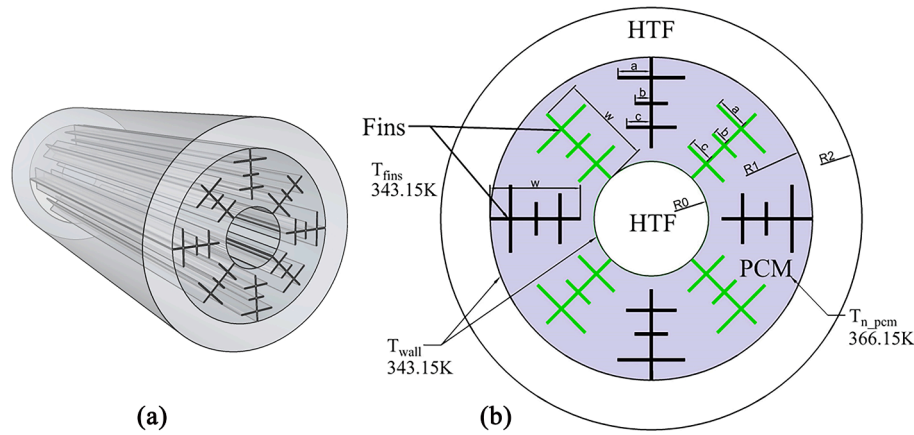 HTF
a
b
c
w
a
b
c
R1
R2
Fins
T_fins
343.15K
w
R0
HTF
PCM
T_wall
343.15K
T_n_pcm
366.15K
(a)
(b)